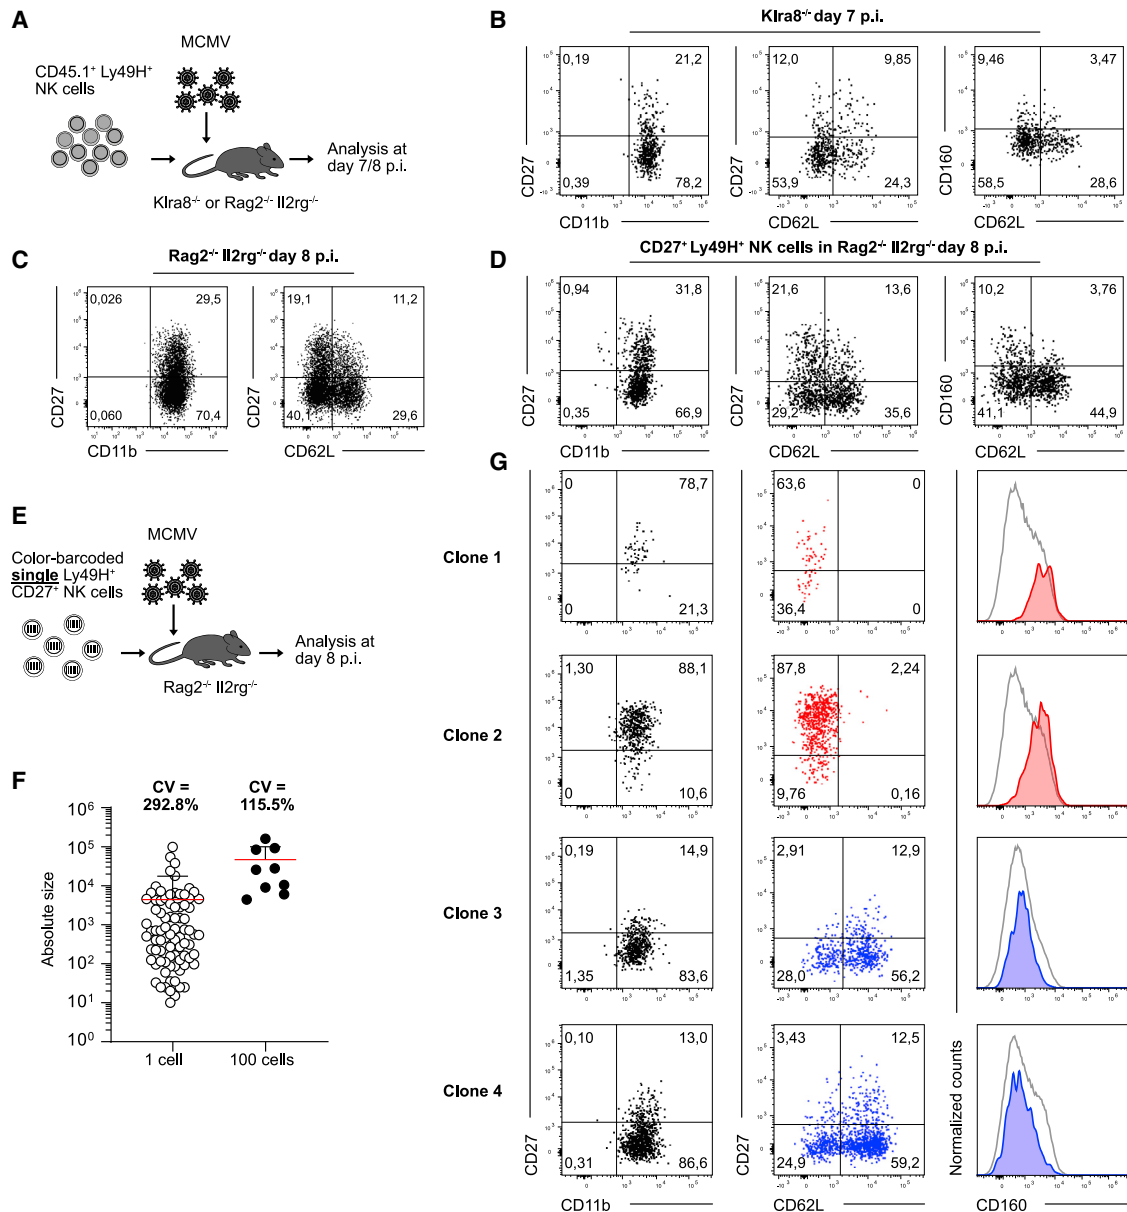 A
MCMV
CD45.1⁺ Ly49H⁺
NK cells
Analysis at
day 7/8 p.i.
Klra8⁻/⁻ or Rag2⁻/⁻ Il2rg⁻/⁻
B
Klra8⁻/⁻ day 7 p.i.
0,19 21,2
0,39 78,2
CD27
CD11b
12,0 9,85
53,9 24,3
CD27
CD62L
9,46 3,47
58,5 28,6
CD160
CD62L
C
Rag2⁻/⁻ Il2rg⁻/⁻ day 8 p.i.
0,026 29,5
0,060 70,4
CD27
CD11b
19,1 11,2
40,1 29,6
CD27
CD62L
D
CD27⁺ Ly49H⁺ NK cells in Rag2⁻/⁻ Il2rg⁻/⁻ day 8 p.i.
0,94 31,8
0,35 66,9
CD27
CD11b
21,6 13,6
29,2 35,6
CD27
CD62L
10,2 3,76
41,1 44,9
CD160
CD62L
E
MCMV
Color-barcoded
single Ly49H⁺
CD27⁺ NK cells
Analysis at
day 8 p.i.
Rag2⁻/⁻ Il2rg⁻/⁻
F
CV =
292.8%
CV =
115.5%
Absolute size
10⁶
10⁵
10⁴
10³
10²
10¹
10⁰
1 cell 100 cells
G
Clone 1
0 78,7
0 21,3
63,6 0
36,4 0
Clone 2
1,30 88,1
0 10,6
87,8 2,24
9,76 0,16
Clone 3
0,19 14,9
1,35 83,6
2,91 12,9
28,0 56,2
Clone 4
0,10 13,0
0,31 86,6
3,43 12,5
24,9 59,2
CD27
CD11b
CD27
CD62L
Normalized counts
CD160